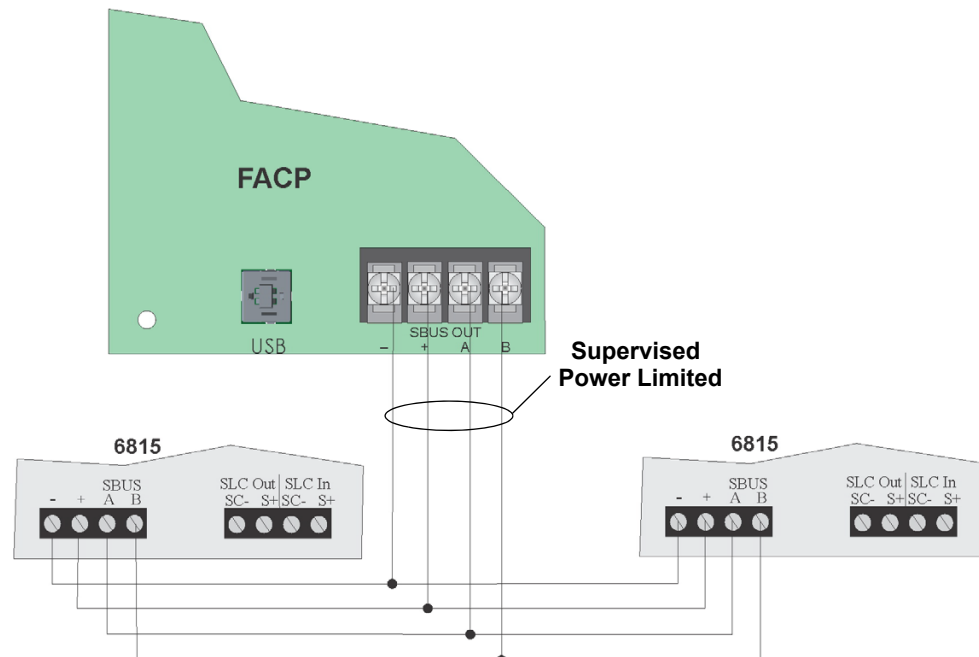 FACP
USB
SBUS OUT
– + A B
Supervised
Power Limited
6815
SBUS
- + A B
SLC Out SLC In
SC- S+ SC- S+
6815
SBUS
- + A B
SLC Out SLC In
SC- S+ SC- S+